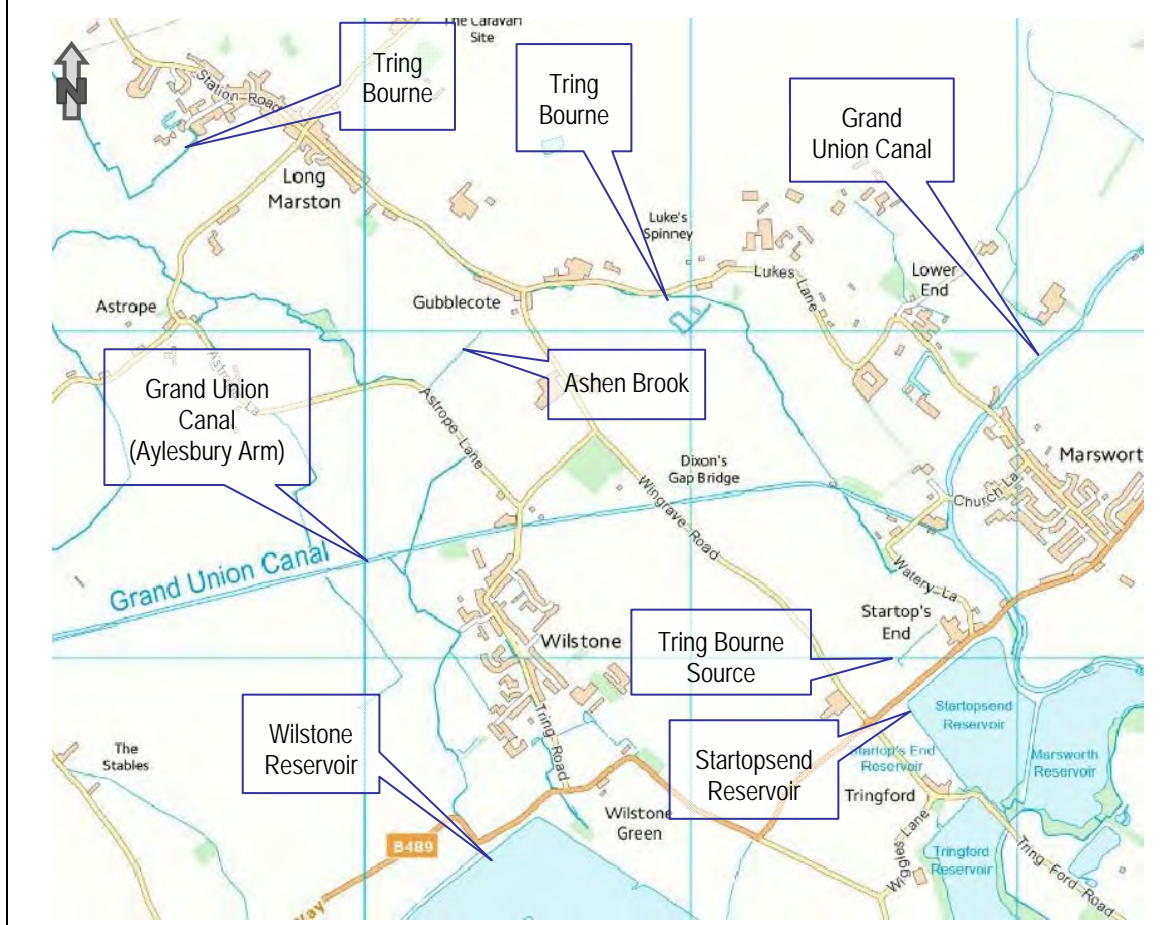 The Caravan
Site
N
Station Road
Tring
Bourne
Tring
Bourne
Grand
Union Canal
Long
Marston
Luke's
Spinney
Lukes Lane
Lower
End
Astrope
Gubblecote
Astrope La
Grand Union
Canal
(Aylesbury Arm)
Ashen Brook
Astrope Lane
Dixon's
Gap Bridge
Wingrave Road
Church La
Marswort
Grand Union Canal
Watery La
Startop's
End
Wilstone
Tring Bourne
Source
Tring Road
Wilstone
Reservoir
The
Stables
Startopsend
Reservoir
Startopsend
Reservoir
Startop's End
Reservoir
Marsworth
Reservoir
Tringford
Wilstone
Green
B489
Tringford
Reservoir
Wiggles Lane
Tring Ford Road
Way